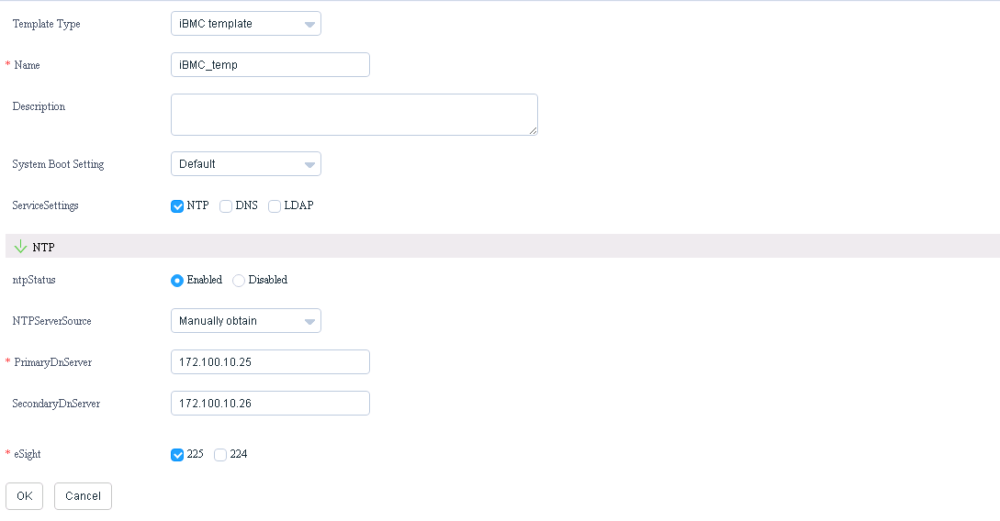 Template Type iBMC template
* Name iBMC_temp
Description
System Boot Setting Default
ServiceSettings NTP DNS LDAP
NTP
ntpStatus Enabled Disabled
NTPServerSource Manually obtain
* PrimaryDnServer 172.100.10.25
SecondaryDnServer 172.100.10.26
* eSight 225 224
OK Cancel